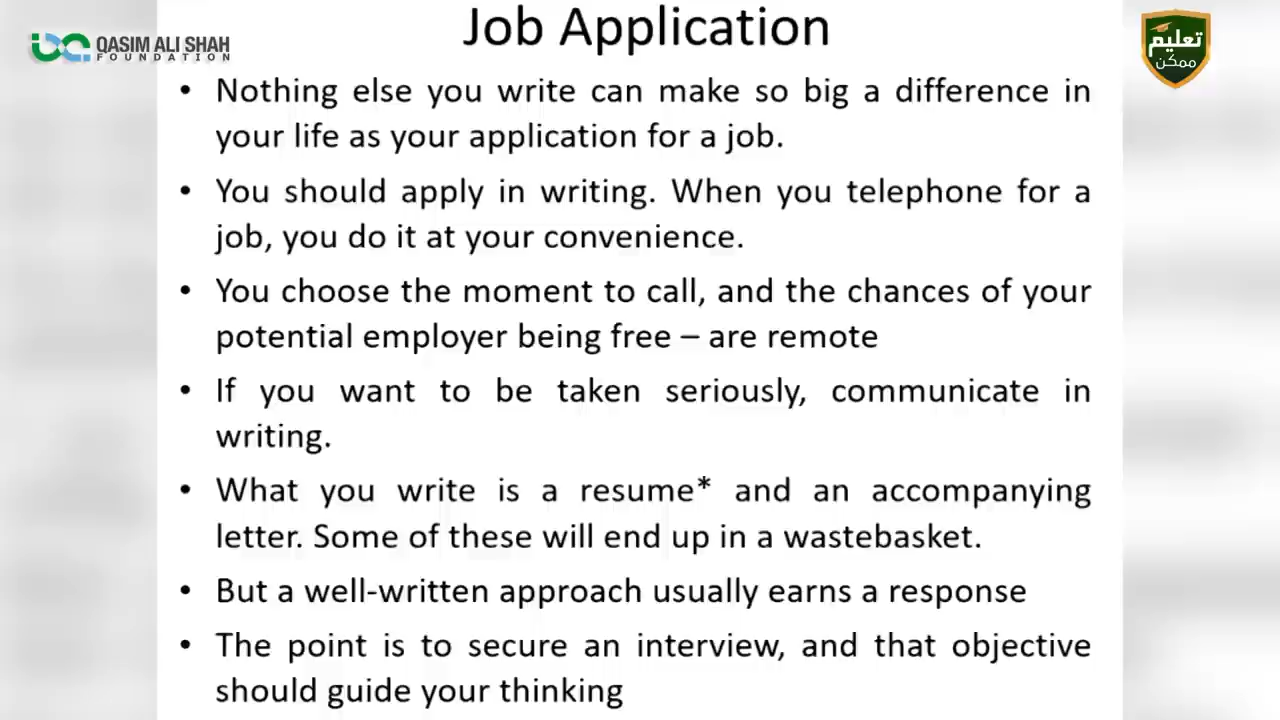 Job Application
QASIM ALI SHAH
FOUNDATION
تعلیم
ممکن
• Nothing else you write can make so big a difference in
your life as your application for a job.
• You should apply in writing. When you telephone for a
job, you do it at your convenience.
• You choose the moment to call, and the chances of your
potential employer being free – are remote
• If you want to be taken seriously, communicate in
writing.
• What you write is a resume* and an accompanying
letter. Some of these will end up in a wastebasket.
• But a well-written approach usually earns a response
• The point is to secure an interview, and that objective
should guide your thinking